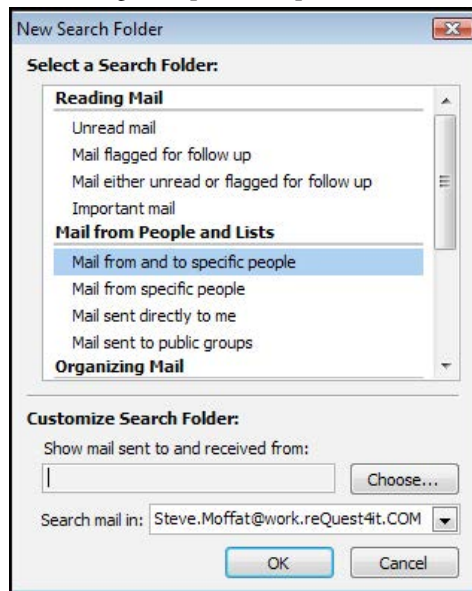 New Search Folder
Select a Search Folder:
Reading Mail
Unread mail
Mail flagged for follow up
Mail either unread or flagged for follow up
Important mail
Mail from People and Lists
Mail from and to specific people
Mail from specific people
Mail sent directly to me
Mail sent to public groups
Organizing Mail
Customize Search Folder:
Show mail sent to and received from:
Choose...
Search mail in: Steve.Moffat@work.reQuest4it.COM
OK Cancel